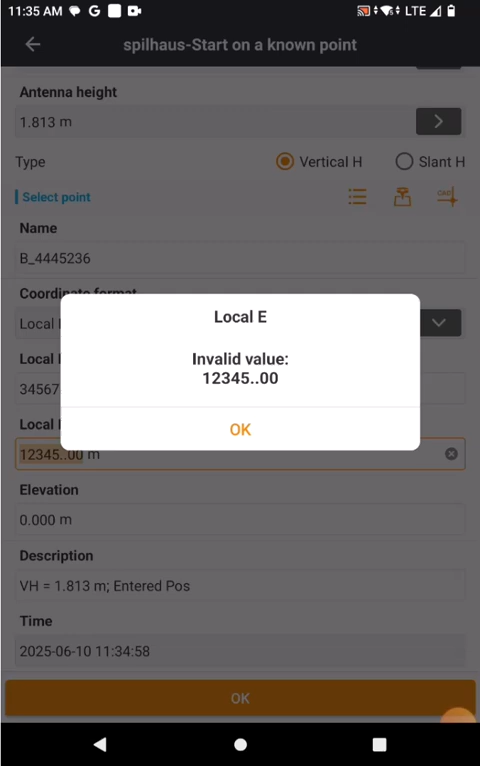 11:35 AM G LTE
spilhaus-Start on a known point
Antenna height
1.813 m
Type Vertical H Slant H
Select point CAD
Name
B_4445236
Coordinate format
Local
Local
34567
Local
12345..00 m
Local E
Invalid value:
12345..00
OK
Elevation
0.000 m
Description
VH = 1.813 m; Entered Pos
Time
2025-06-10 11:34:58
OK